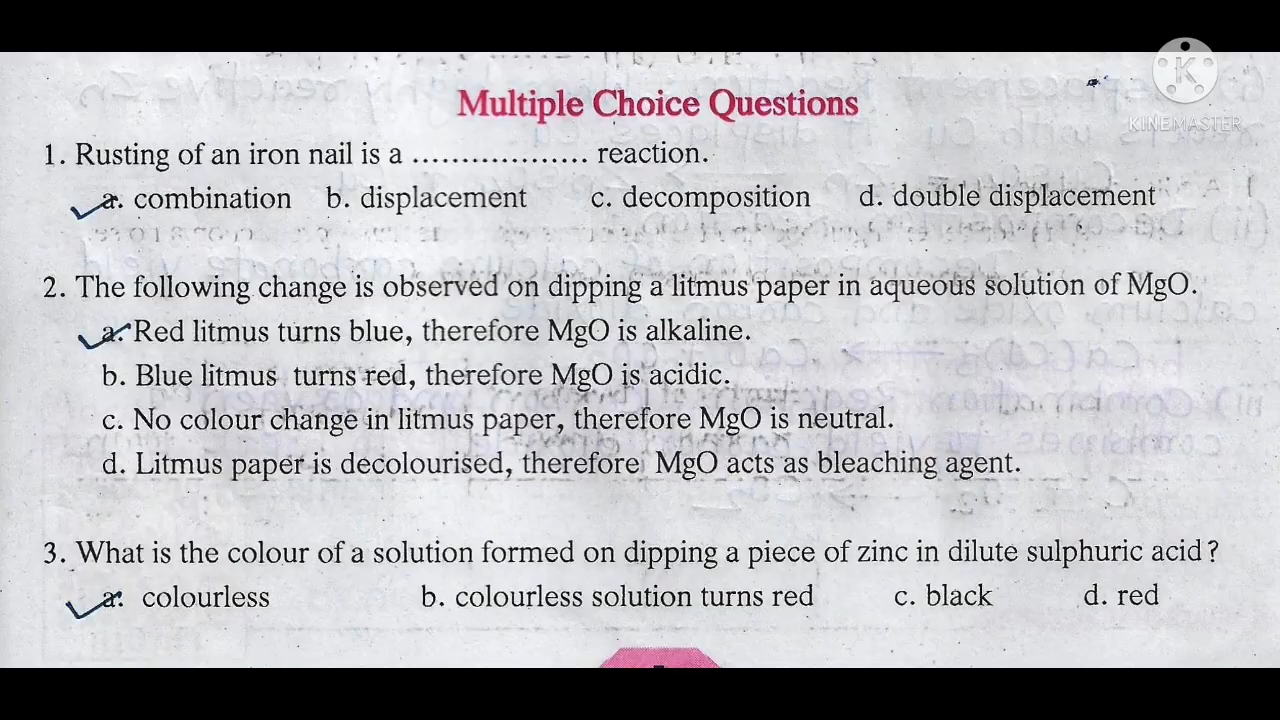 K
KINEMASTER
Multiple Choice Questions
1. Rusting of an iron nail is a .................. reaction.
a. combination b. displacement c. decomposition d. double displacement
2. The following change is observed on dipping a litmus paper in aqueous solution of MgO.
a. Red litmus turns blue, therefore MgO is alkaline.
b. Blue litmus turns red, therefore MgO is acidic.
c. No colour change in litmus paper, therefore MgO is neutral.
d. Litmus paper is decolourised, therefore MgO acts as bleaching agent.
3. What is the colour of a solution formed on dipping a piece of zinc in dilute sulphuric acid?
a. colourless b. colourless solution turns red c. black d. red